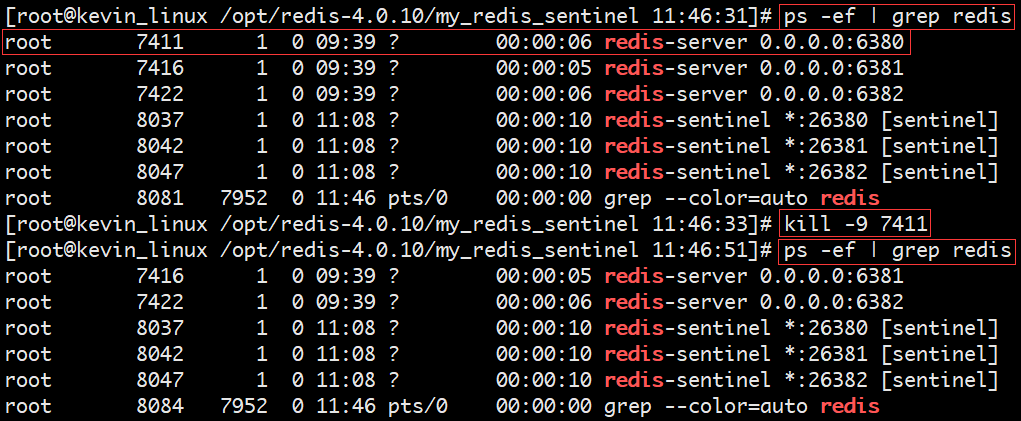 [root@kevin_linux /opt/redis-4.0.10/my_redis_sentinel 11:46:31]# ps -ef | grep redis
root 7411 1 0 09:39 ? 00:00:06 redis-server 0.0.0.0:6380
root 7416 1 0 09:39 ? 00:00:05 redis-server 0.0.0.0:6381
root 7422 1 0 09:39 ? 00:00:06 redis-server 0.0.0.0:6382
root 8037 1 0 11:08 ? 00:00:10 redis-sentinel *:26380 [sentinel]
root 8042 1 0 11:08 ? 00:00:10 redis-sentinel *:26381 [sentinel]
root 8047 1 0 11:08 ? 00:00:10 redis-sentinel *:26382 [sentinel]
root 8081 7952 0 11:46 pts/0 00:00:00 grep --color=auto redis
[root@kevin_linux /opt/redis-4.0.10/my_redis_sentinel 11:46:33]# kill -9 7411
[root@kevin_linux /opt/redis-4.0.10/my_redis_sentinel 11:46:51]# ps -ef | grep redis
root 7416 1 0 09:39 ? 00:00:05 redis-server 0.0.0.0:6381
root 7422 1 0 09:39 ? 00:00:06 redis-server 0.0.0.0:6382
root 8037 1 0 11:08 ? 00:00:10 redis-sentinel *:26380 [sentinel]
root 8042 1 0 11:08 ? 00:00:10 redis-sentinel *:26381 [sentinel]
root 8047 1 0 11:08 ? 00:00:10 redis-sentinel *:26382 [sentinel]
root 8084 7952 0 11:46 pts/0 00:00:00 grep --color=auto redis